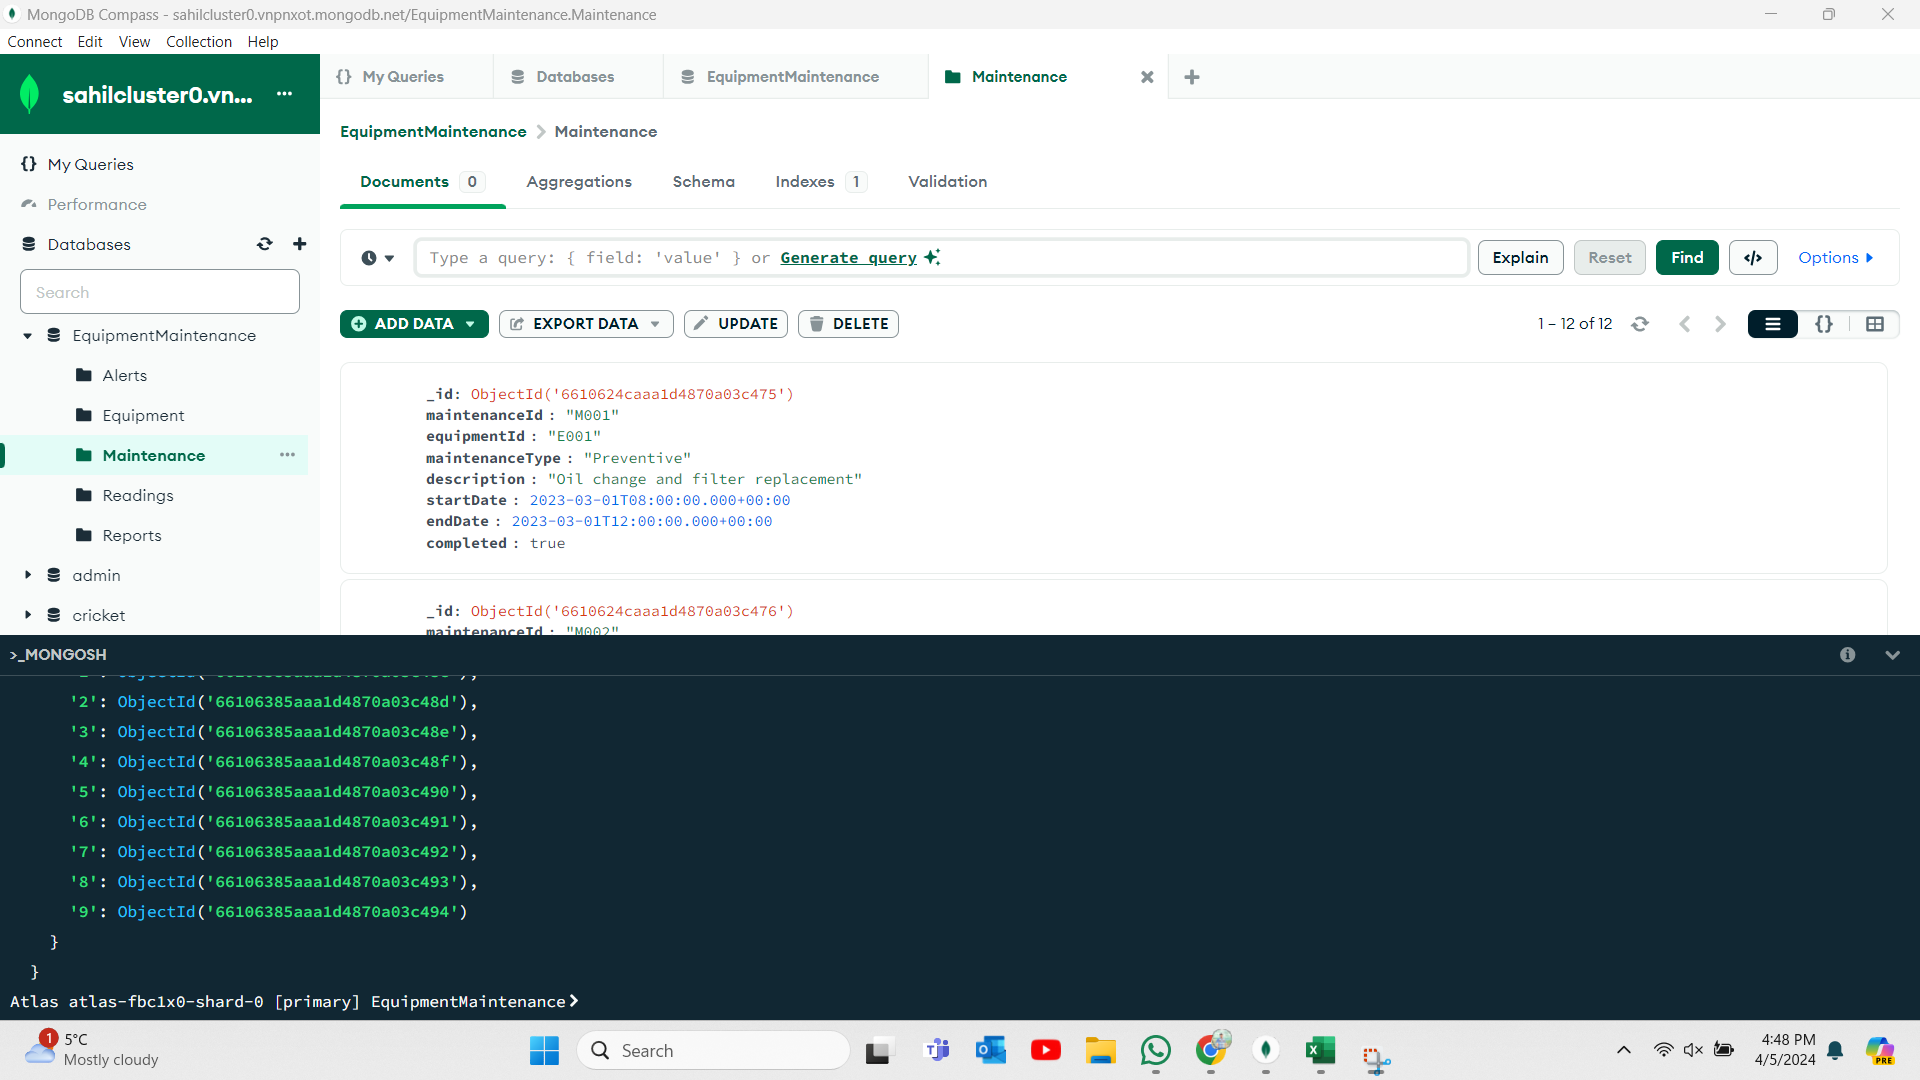 MongoDB Compass - sahilcluster0.vnpnxot.mongodb.net/EquipmentMaintenance.Maintenance
Connect Edit View Collection Help
sahilcluster0.vn... ...
{} My Queries
Performance
Databases
Search
EquipmentMaintenance
Alerts
Equipment
Maintenance ...
Readings
Reports
admin
cricket
{} My Queries Databases EquipmentMaintenance Maintenance
EquipmentMaintenance > Maintenance
Documents 0 Aggregations Schema Indexes 1 Validation
Type a query: { field: 'value' } or Generate query Explain Reset Find </> Options
ADD DATA EXPORT DATA UPDATE DELETE 1 – 12 of 12 {}
_id: ObjectId('6610624caaa1d4870a03c475')
maintenanceId : "M001"
equipmentId : "E001"
maintenanceType : "Preventive"
description : "Oil change and filter replacement"
startDate : 2023-03-01T08:00:00.000+00:00
endDate : 2023-03-01T12:00:00.000+00:00
completed : true
_id: ObjectId('6610624caaa1d4870a03c476')
maintenanceId : "M002"
>_MONGOSH
'2': ObjectId('66106385aaa1d4870a03c48d'),
'3': ObjectId('66106385aaa1d4870a03c48e'),
'4': ObjectId('66106385aaa1d4870a03c48f'),
'5': ObjectId('66106385aaa1d4870a03c490'),
'6': ObjectId('66106385aaa1d4870a03c491'),
'7': ObjectId('66106385aaa1d4870a03c492'),
'8': ObjectId('66106385aaa1d4870a03c493'),
'9': ObjectId('66106385aaa1d4870a03c494')
}
}
Atlas atlas-fbc1x0-shard-0 [primary] EquipmentMaintenance>
1 5°C
Mostly cloudy
Search
4:48 PM
4/5/2024
PRE